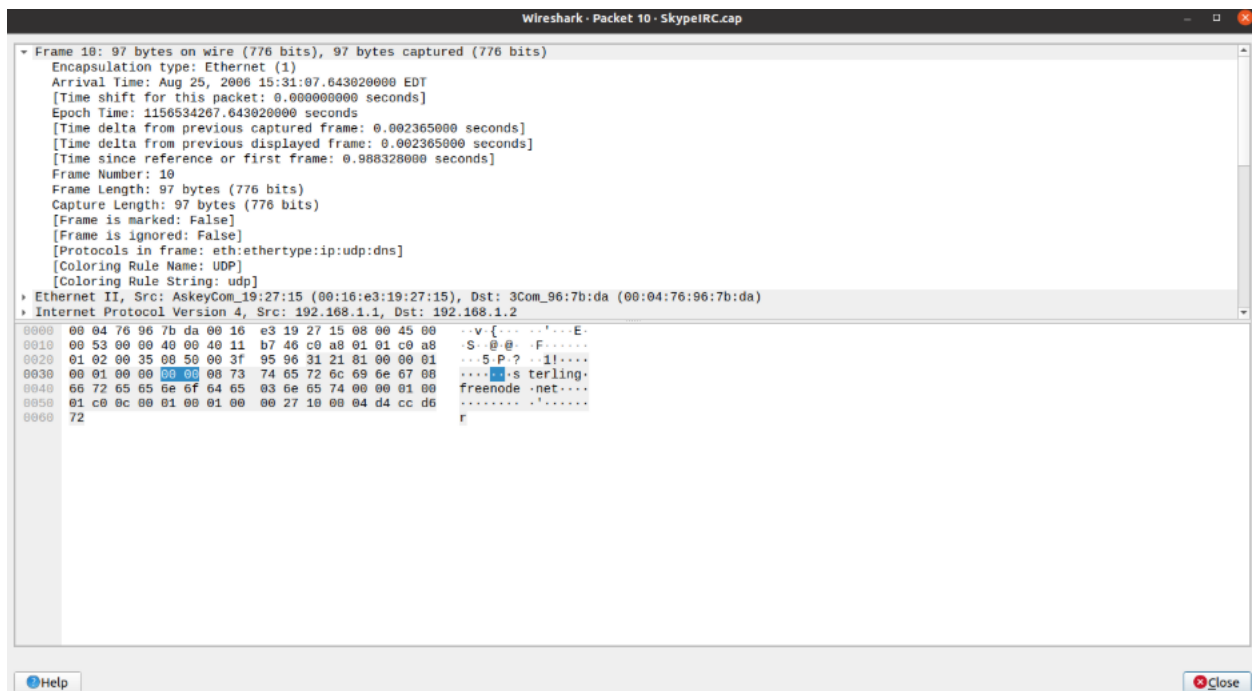 Wireshark · Packet 10 · SkypeIRC.cap
Frame 10: 97 bytes on wire (776 bits), 97 bytes captured (776 bits)
Encapsulation type: Ethernet (1)
Arrival Time: Aug 25, 2006 15:31:07.643020000 EDT
[Time shift for this packet: 0.000000000 seconds]
Epoch Time: 1156534267.643020000 seconds
[Time delta from previous captured frame: 0.002365000 seconds]
[Time delta from previous displayed frame: 0.002365000 seconds]
[Time since reference or first frame: 0.988328000 seconds]
Frame Number: 10
Frame Length: 97 bytes (776 bits)
Capture Length: 97 bytes (776 bits)
[Frame is marked: False]
[Frame is ignored: False]
[Protocols in frame: eth:ethertype:ip:udp:dns]
[Coloring Rule Name: UDP]
[Coloring Rule String: udp]
Ethernet II, Src: AskeyCom_19:27:15 (00:16:e3:19:27:15), Dst: 3Com_96:7b:da (00:04:76:96:7b:da)
Internet Protocol Version 4, Src: 192.168.1.1, Dst: 192.168.1.2
0000 00 04 76 96 7b da 00 16 e3 19 27 15 08 00 45 00 ··v·{··· ··'···E·
0010 00 53 00 00 40 00 40 11 b7 46 c0 a8 01 01 c0 a8 ·S··@·@· ·F······
0020 01 02 00 35 08 50 00 3f 95 96 31 21 81 00 00 01 ···5·P·? ··1!····
0030 00 01 00 00 00 00 08 73 74 65 72 6c 69 6e 67 08 ·······s terling·
0040 66 72 65 65 6e 6f 64 65 03 6e 65 74 00 00 01 00 freenode ·net····
0050 01 c0 0c 00 01 00 01 00 00 27 10 00 04 d4 cc d6 ········ ·'······
0060 72 r
Help
Close